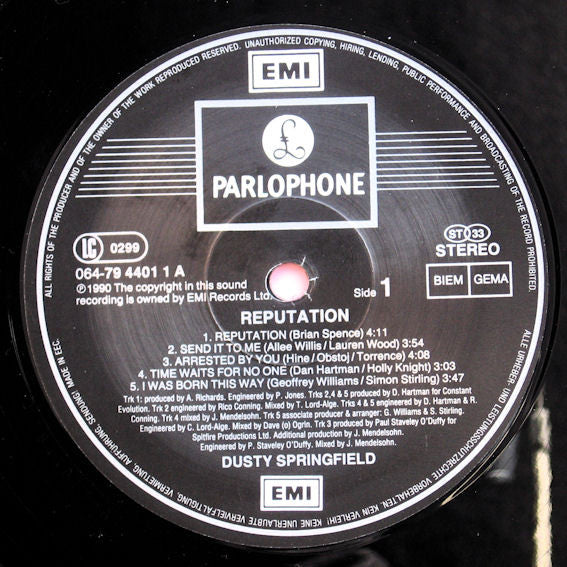 ALL RIGHTS OF THE PRODUCER AND OF THE OWNER OF THE WORK REPRODUCED RESERVED. UNAUTHORIZED COPYING, HIRING, LENDING, PUBLIC PERFORMANCE AND BROADCASTING OF THE RECORD PROHIBITED.
EMI
£
PARLOPHONE
LC 0299
064-79 4401 1 A
℗ 1990 The copyright in this sound
recording is owned by EMI Records Ltd.
ST 33
STEREO
BIEM GEMA
Side 1
REPUTATION
1. REPUTATION (Brian Spence) 4:11
2. SEND IT TO ME (Allee Willis / Lauren Wood) 3:54
3. ARRESTED BY YOU (Hine / Obstoj / Torrence) 4:08
4. TIME WAITS FOR NO ONE (Dan Hartman / Holly Knight) 3:03
5. I WAS BORN THIS WAY (Geoffrey Williams / Simon Stirling) 3:47
Trk 1: produced by A. Richards. Engineered by P. Jones. Trks 2,4 & 5 produced by D. Hartman for Constant
Evolution. Trk 2 engineered by Rico Conning. Mixed by T. Lord-Alge. Trks 4 & 5 engineered by D. Hartman & R.
Conning. Trk 4 mixed by J. Mendelsohn. Trk 5 associate producer & arranger: G. Williams & S. Stirling.
Engineered by C. Lord-Alge. Mixed by Dave (o) Ogrin. Trk 3 produced by Paul Staveley O'Duffy for
Spitfire Productions Ltd. Additional production by J. Mendelsohn.
Engineered by P. Staveley O'Duffy. Mixed by J. Mendelsohn.
DUSTY SPRINGFIELD
EMI
ALLE URHEBER- UND LEISTUNGSSCHUTZRECHTE VORBEHALTEN. KEIN VERLEIH! KEINE UNERLAUBTE VERVIELFÄLTIGUNG, VERMIETUNG, AUFFÜHRUNG, SENDUNG! MADE IN EEC.